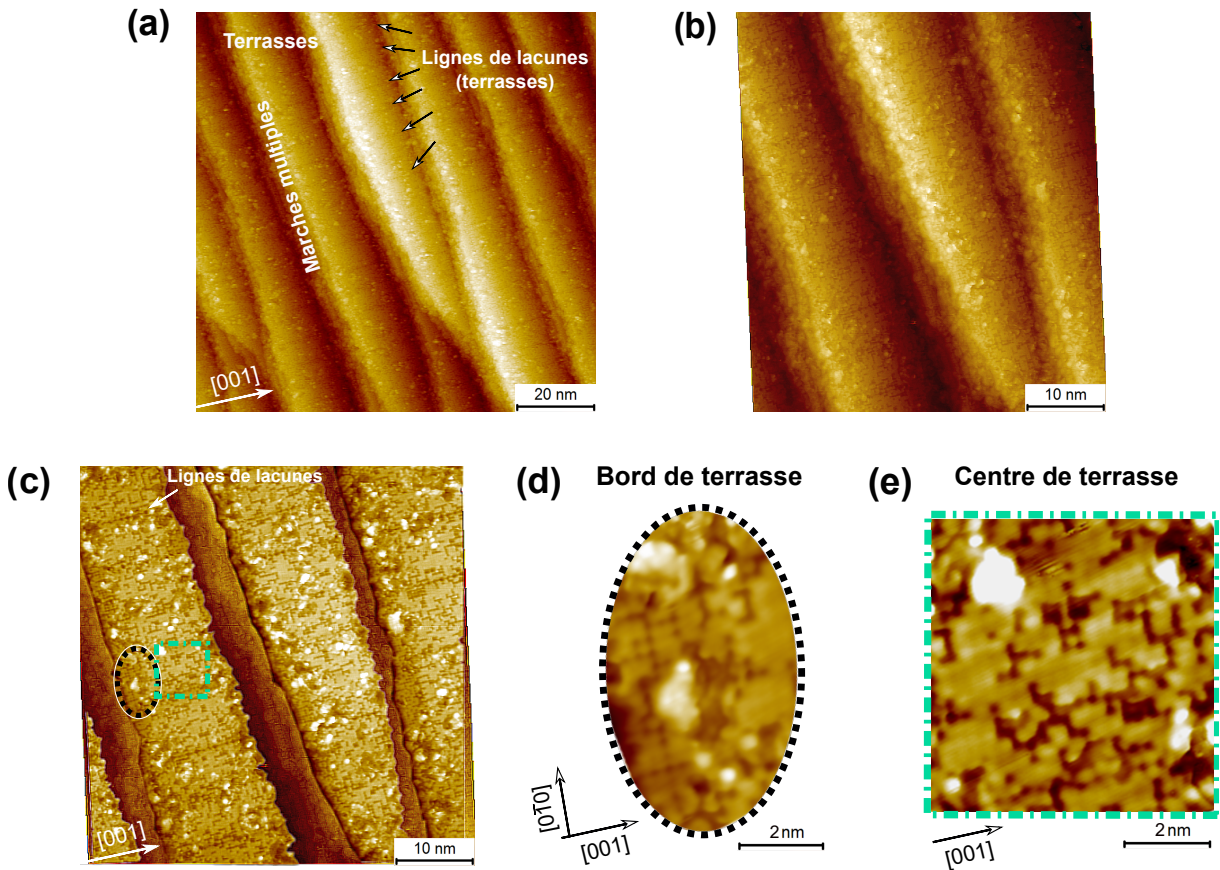 (a)
Terrasses
Lignes de lacunes
(terrasses)
Marches multiples
[001]
20 nm
(b)
10 nm
(c)
Lignes de lacunes
[001]
10 nm
(d)
Bord de terrasse
[01̅0]
[001]
2 nm
(e)
Centre de terrasse
[001]
2 nm